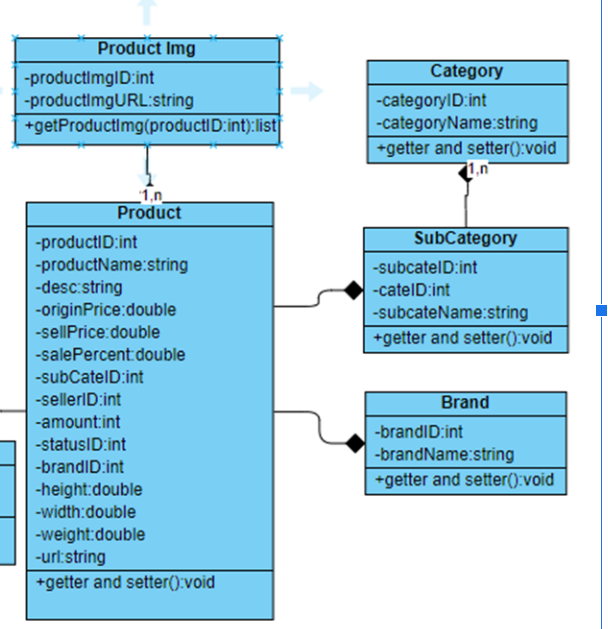 Product Img
-productImgID:int
-productImgURL:string
+getProductImg(productID:int):list
1,n
Product
-productID:int
-productName:string
-desc:string
-originPrice:double
-sellPrice:double
-salePercent:double
-subCateID:int
-sellerID:int
-amount:int
-statusID:int
-brandID:int
-height:double
-width:double
-weight:double
-url:string
+getter and setter():void
Category
-categoryID:int
-categoryName:string
+getter and setter():void
1,n
SubCategory
-subcateID:int
-cateID:int
-subcateName:string
+getter and setter():void
Brand
-brandID:int
-brandName:string
+getter and setter():void